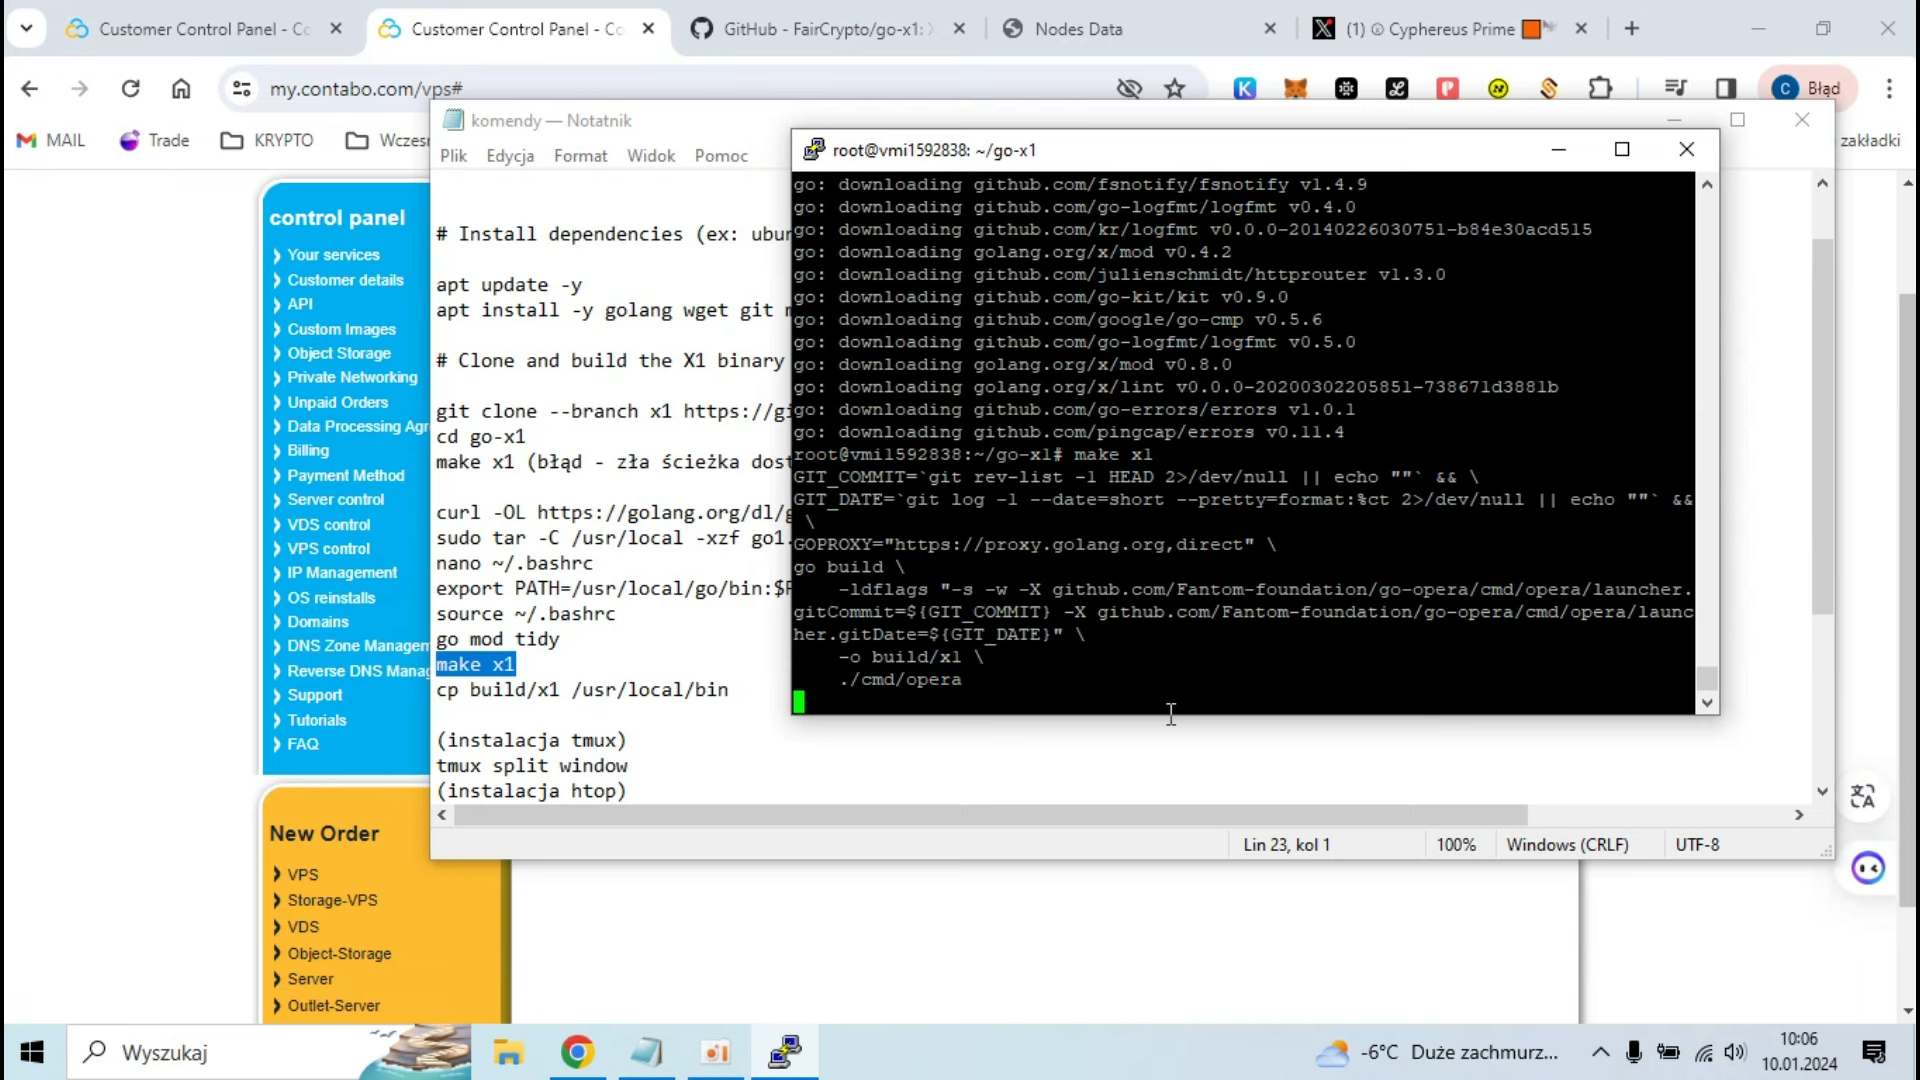 Customer Control Panel - Co
Customer Control Panel - Co
GitHub - FairCrypto/go-x1:
Nodes Data
(1) Cyphereus Prime
my.contabo.com/vps#
Błąd
MAIL
Trade
KRYPTO
Wcześ
zakładki
komendy — Notatnik
Plik Edycja Format Widok Pomoc
# Install dependencies (ex: ubun
apt update -y
apt install -y golang wget git m
# Clone and build the X1 binary
git clone --branch x1 https://gi
cd go-x1
make x1 (błąd - zła ścieżka dost
curl -OL https://golang.org/dl/g
sudo tar -C /usr/local -xzf go1.
nano ~/.bashrc
export PATH=/usr/local/go/bin:$P
source ~/.bashrc
go mod tidy
make x1
cp build/x1 /usr/local/bin
(instalacja tmux)
tmux split window
(instalacja htop)
Lin 23, kol 1
100%
Windows (CRLF)
UTF-8
root@vmi1592838: ~/go-x1
go: downloading github.com/fsnotify/fsnotify v1.4.9
go: downloading github.com/go-logfmt/logfmt v0.4.0
go: downloading github.com/kr/logfmt v0.0.0-20140226030751-b84e30acd515
go: downloading golang.org/x/mod v0.4.2
go: downloading github.com/julienschmidt/httprouter v1.3.0
go: downloading github.com/go-kit/kit v0.9.0
go: downloading github.com/google/go-cmp v0.5.6
go: downloading github.com/go-logfmt/logfmt v0.5.0
go: downloading golang.org/x/mod v0.8.0
go: downloading golang.org/x/lint v0.0.0-20200302205851-738671d3881b
go: downloading github.com/go-errors/errors v1.0.1
go: downloading github.com/pingcap/errors v0.11.4
root@vmi1592838:~/go-x1# make x1
GIT_COMMIT=`git rev-list -1 HEAD 2>/dev/null || echo ""` && \
GIT_DATE=`git log -1 --date=short --pretty=format:%ct 2>/dev/null || echo ""` &&
\
GOPROXY="https://proxy.golang.org,direct" \
go build \
-ldflags "-s -w -X github.com/Fantom-foundation/go-opera/cmd/opera/launcher.
gitCommit=${GIT_COMMIT} -X github.com/Fantom-foundation/go-opera/cmd/opera/launc
her.gitDate=${GIT_DATE}" \
-o build/x1 \
./cmd/opera
control panel
Your services
Customer details
API
Custom Images
Object Storage
Private Networking
Unpaid Orders
Data Processing Agr
Billing
Payment Method
Server control
VDS control
VPS control
IP Management
OS reinstalls
Domains
DNS Zone Managem
Reverse DNS Manag
Support
Tutorials
FAQ
New Order
VPS
Storage-VPS
VDS
Object-Storage
Server
Outlet-Server
Wyszukaj
-6°C Duże zachmurz...
10:06
10.01.2024